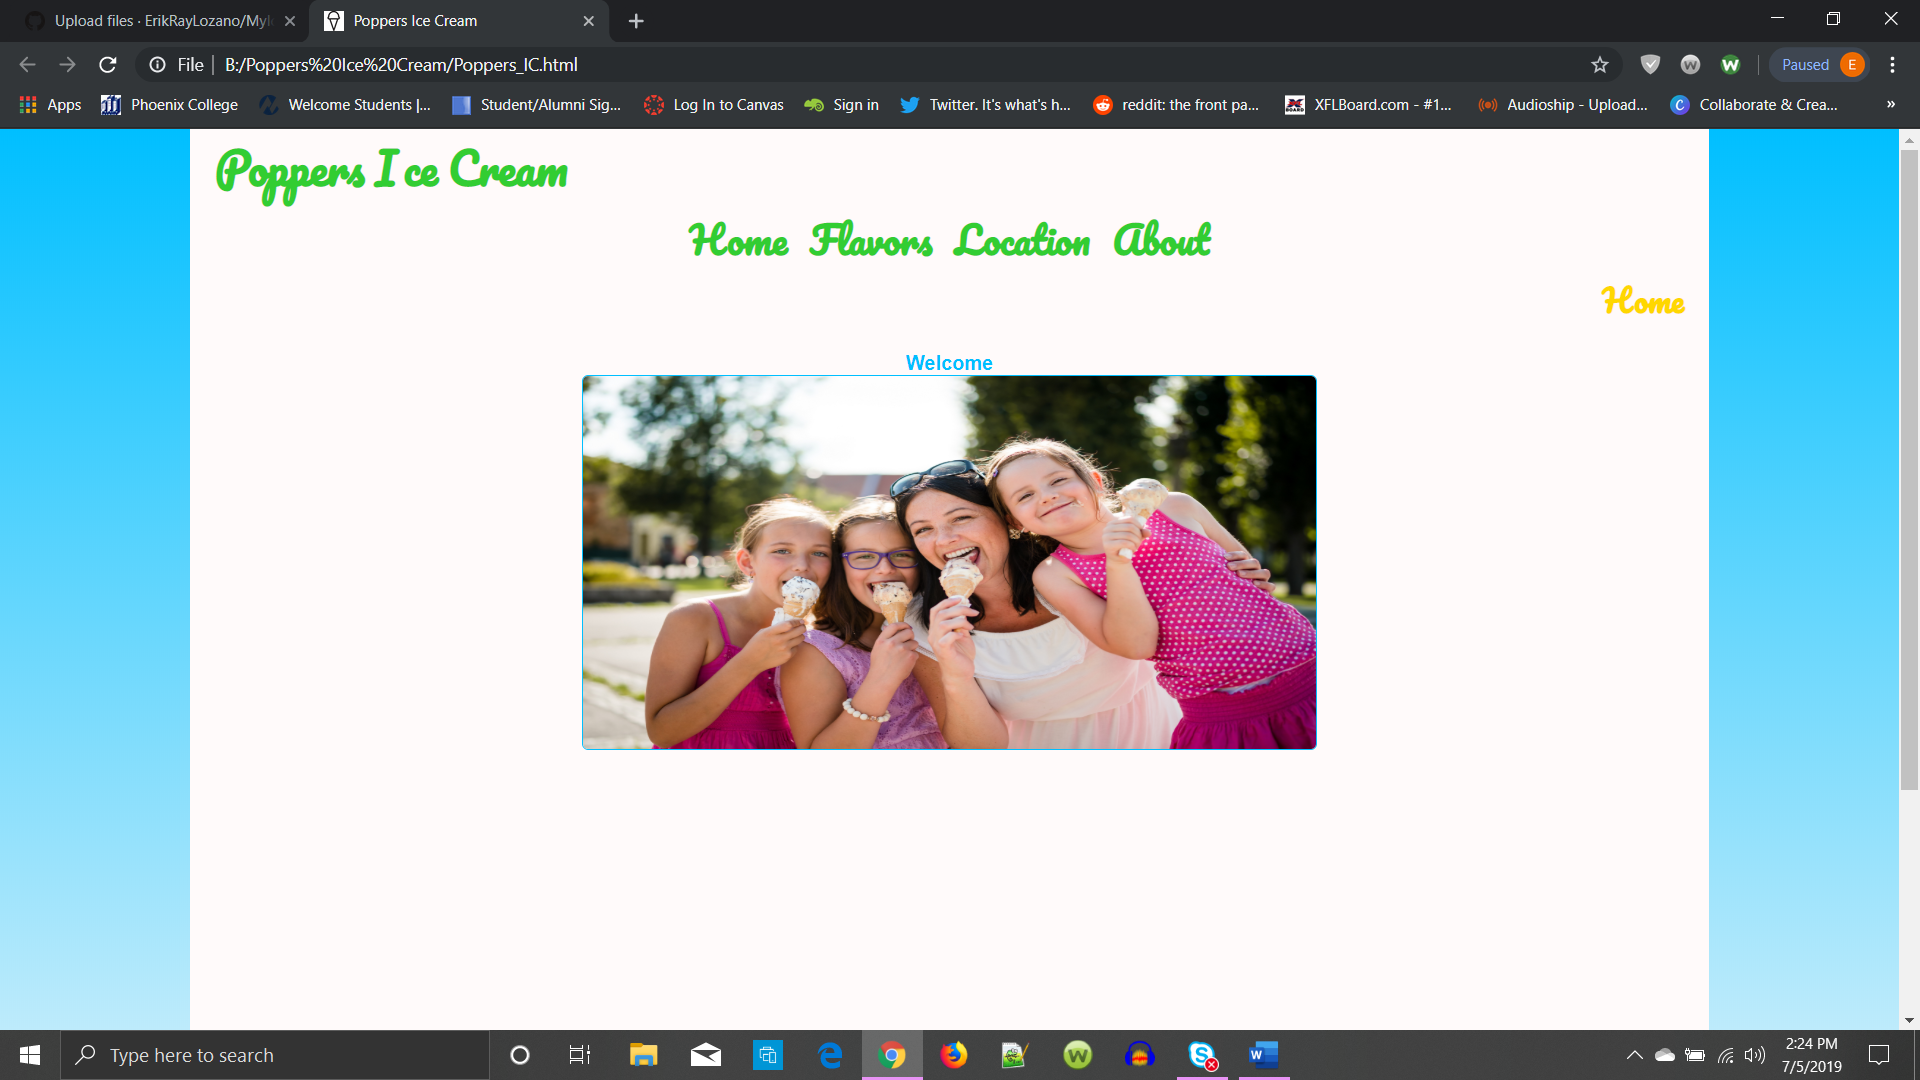 Upload files · ErikRayLozano/Myl
Poppers Ice Cream
File B:/Poppers%20Ice%20Cream/Poppers_IC.html
Paused E
Apps Phoenix College Welcome Students |... Student/Alumni Sig... Log In to Canvas Sign in Twitter. It's what's h... reddit: the front pa... XFLBoard.com - #1... Audioship - Upload... Collaborate & Crea... »
Poppers I ce Cream
Home Flavors Location About
Home
Welcome
Type here to search
2:24 PM
7/5/2019